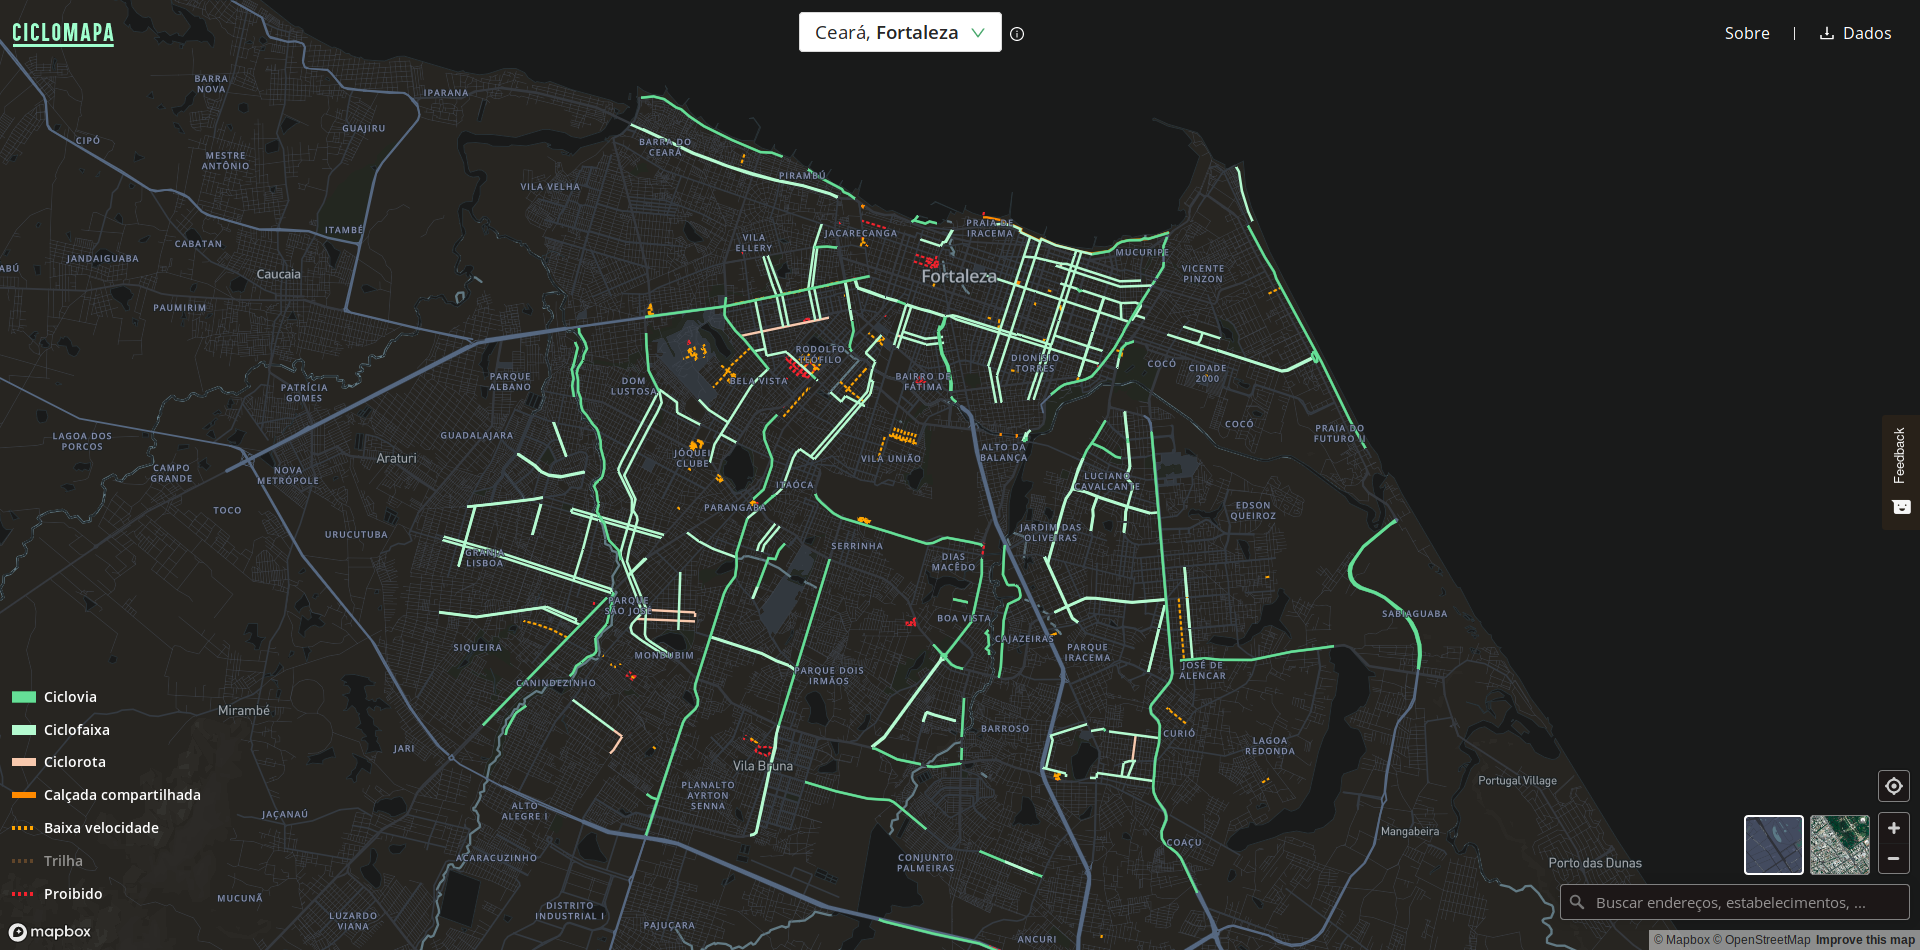 CICLOMAPA
Ceará, Fortaleza
Sobre
Dados
BARRA
NOVA
IPARANA
GUAJIRU
CIPÓ
MESTRE
ANTÔNIO
BARRA DO
CEARÁ
PIRAMBÚ
VILA VELHA
ITAMBÉ
CABATAN
JANDAIGUABA
Caucaia
PAUMIRIM
VILA
ELLERY
JACARECANGA
PRAIA DE
IRACEMA
Fortaleza
MUCURIPE
VICENTE
PINZON
RODOLFO
TEÓFILO
BELA VISTA
BAIRRO DE
FÁTIMA
DIONÍSIO
TORRES
COCÓ
CIDADE
2000
COCÓ
PRAIA DO
FUTURO II
PARQUE
ALBANO
DOM
LUSTOSA
PATRÍCIA
GOMES
GUADALAJARA
Araturi
LAGOA DOS
PORCOS
CAMPO
GRANDE
NOVA
METRÓPOLE
TOCO
URUCUTUBA
JÓQUEI
CLUBE
ITAÓCA
PARANGABA
VILA UNIÃO
ALTO DA
BALANÇA
LUCIANO
CAVALCANTE
EDSON
QUEIROZ
JARDIM DAS
OLIVEIRAS
SERRINHA
DIAS
MACÊDO
GRANJA
LISBOA
PARQUE
SÃO JOSÉ
BOA VISTA
CAJAZEIRAS
PARQUE
IRACEMA
SABIAGUABA
SIQUEIRA
MONDUBIM
CANINDEZINHO
PARQUE DOIS
IRMÃOS
JOSÉ DE
ALENCAR
Mirambé
JARI
BARROSO
CURIÓ
LAGOA
REDONDA
Vila Bruna
PLANALTO
AYRTON
SENNA
ALTO
ALEGRE I
JAÇANAÚ
Portugal Village
Mangabeira
COAÇU
ACARACUZINHO
CONJUNTO
PALMEIRAS
Porto das Dunas
MUCUNÃ
LUZARDO
VIANA
DISTRITO
INDUSTRIAL I
PAJUÇARA
ANCURI
Feedback
Ciclovia
Ciclofaixa
Ciclorota
Calçada compartilhada
Baixa velocidade
Trilha
Proibido
mapbox
Buscar endereços, estabelecimentos, ...
© Mapbox © OpenStreetMap Improve this map